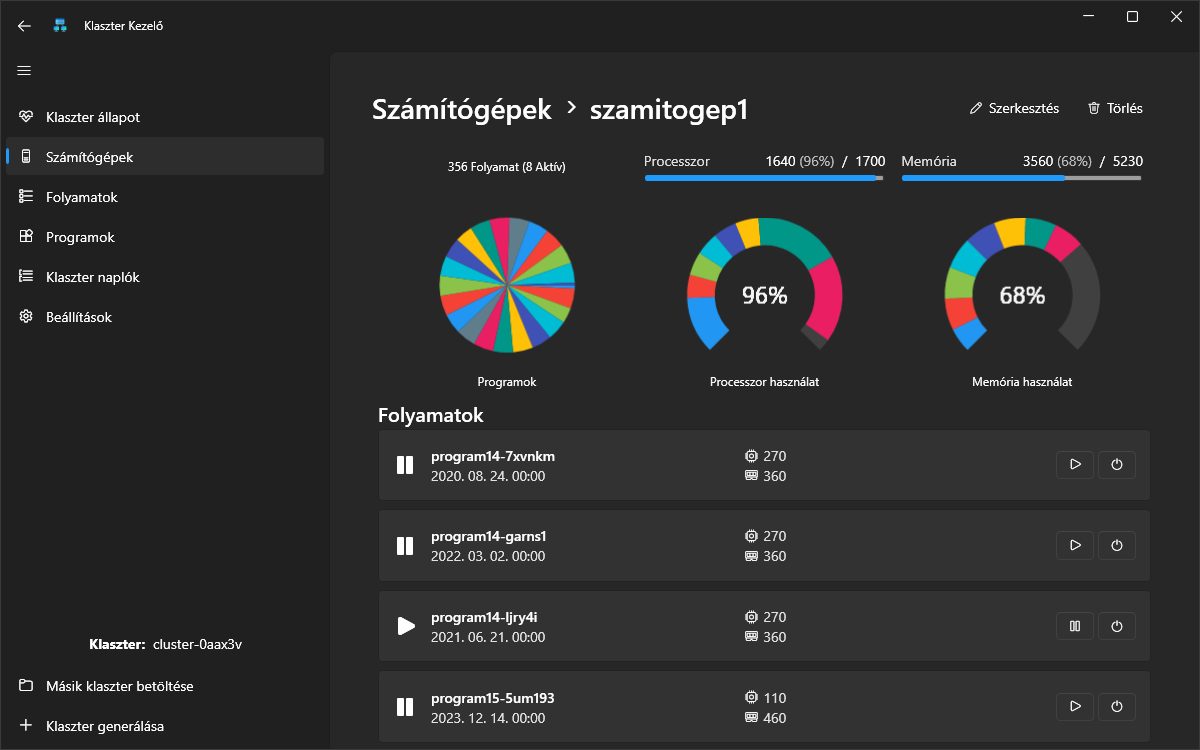 Klaszter Kezelő
Klaszter állapot
Számítógépek
Folyamatok
Programok
Klaszter naplók
Beállítások
Klaszter: cluster-0aax3v
Másik klaszter betöltése
Klaszter generálása
Számítógépek > szamitogep1
Szerkesztés
Törlés
356 Folyamat (8 Aktív)
Processzor 1640 (96%) / 1700
Memória 3560 (68%) / 5230
96%
68%
Programok
Processzor használat
Memória használat
Folyamatok
program14-7xvnkm
2020. 08. 24. 00:00
270
360
program14-garns1
2022. 03. 02. 00:00
270
360
program14-ljry4i
2021. 06. 21. 00:00
270
360
program15-5um193
2023. 12. 14. 00:00
110
460